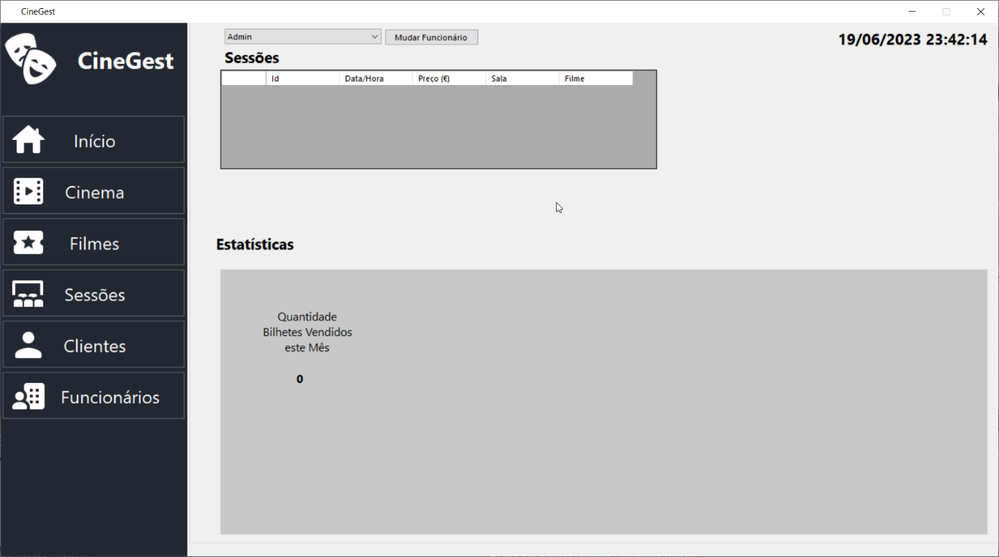 CineGest
CineGest
Início
Cinema
Filmes
Sessões
Clientes
Funcionários
Admin
Mudar Funcionário
19/06/2023 23:42:14
Sessões
Id Data/Hora Preço (€) Sala Filme
Estatísticas
Quantidade
Bilhetes Vendidos
este Mês
0